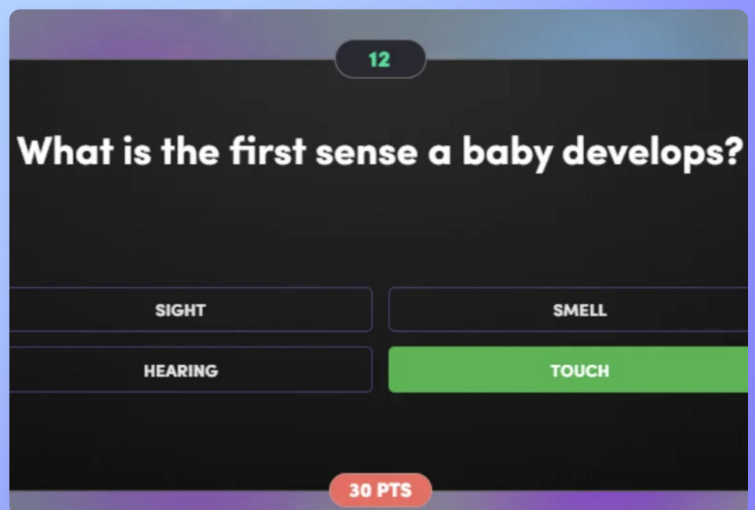 12
What is the first sense a baby develops?
SIGHT
SMELL
HEARING
TOUCH
30 PTS